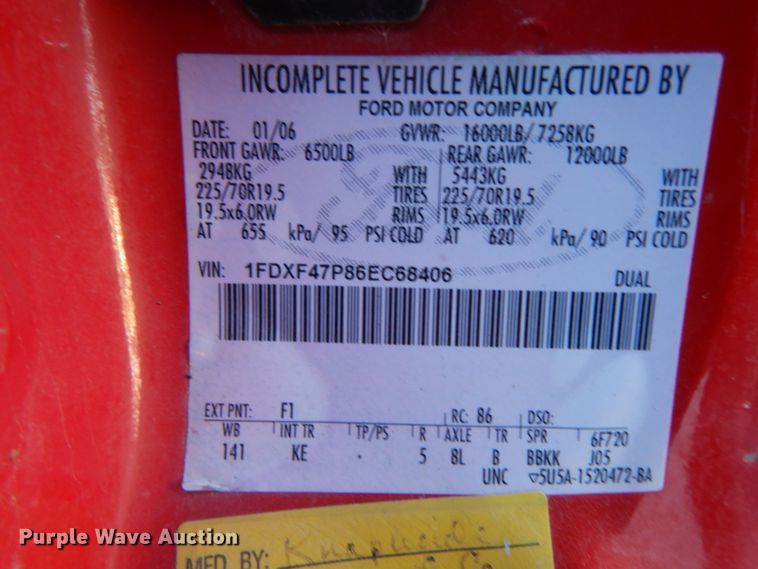 INCOMPLETE VEHICLE MANUFACTURED BY
FORD MOTOR COMPANY
DATE: 01/06 GVWR: 16000LB/ 7258KG
FRONT GAWR: 6500LB REAR GAWR: 12000LB
2948KG WITH 5443KG WITH
225/70R19.5 TIRES 225/70R19.5 TIRES
19.5x6.0RW RIMS 19.5x6.0RW RIMS
AT 655 kPa/ 95 PSI COLD AT 620 kPa/ 90 PSI COLD
VIN: 1FDXF47P86EC68406 DUAL
EXT PNT: F1 RC: 86 DSO:
WB INT TR TP/PS R AXLE TR SPR 6F720
141 KE . 5 8L B BBKK J05
UNC ▽5U5A-1520472-BA
Purple Wave Auction
MFD BY: Knapheide